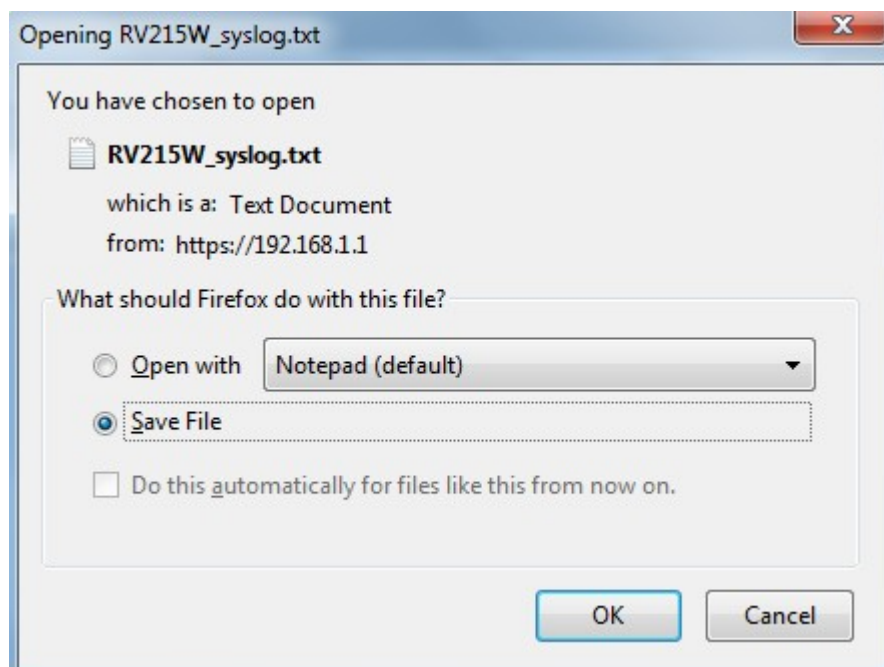 Opening RV215W_syslog.txt
You have chosen to open
RV215W_syslog.txt
which is a: Text Document
from: https://192.168.1.1
What should Firefox do with this file?
Open with Notepad (default)
Save File
Do this automatically for files like this from now on.
OK Cancel